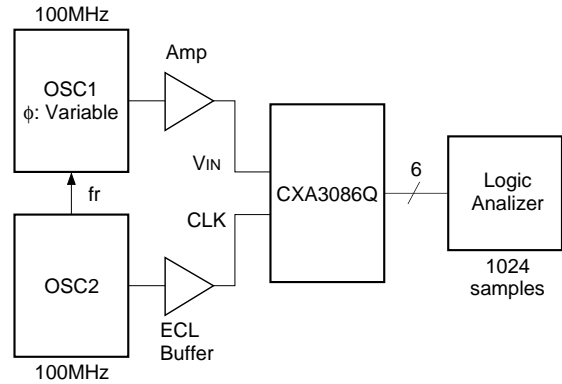 100MHz
OSC1
ϕ: Variable
Amp
VIN
fr
CLK
OSC2
100MHz
ECL
Buffer
CXA3086Q
6
Logic
Analizer
1024
samples